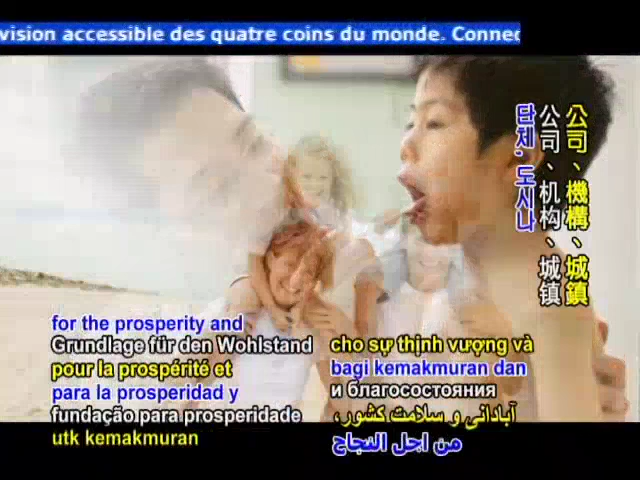 vision accessible des quatre coins du monde. Connec
公司、機構、城鎮
公司、机构、城镇
단체, 도시나
for the prosperity and
Grundlage für den Wohlstand
pour la prospérité et
para la prosperidad y
fundação para prosperidade
utk kemakmuran
cho sự thịnh vượng và
bagi kemakmuran dan
и благосостояния
آبادانی و سلامت کشور،
من اجل النجاح